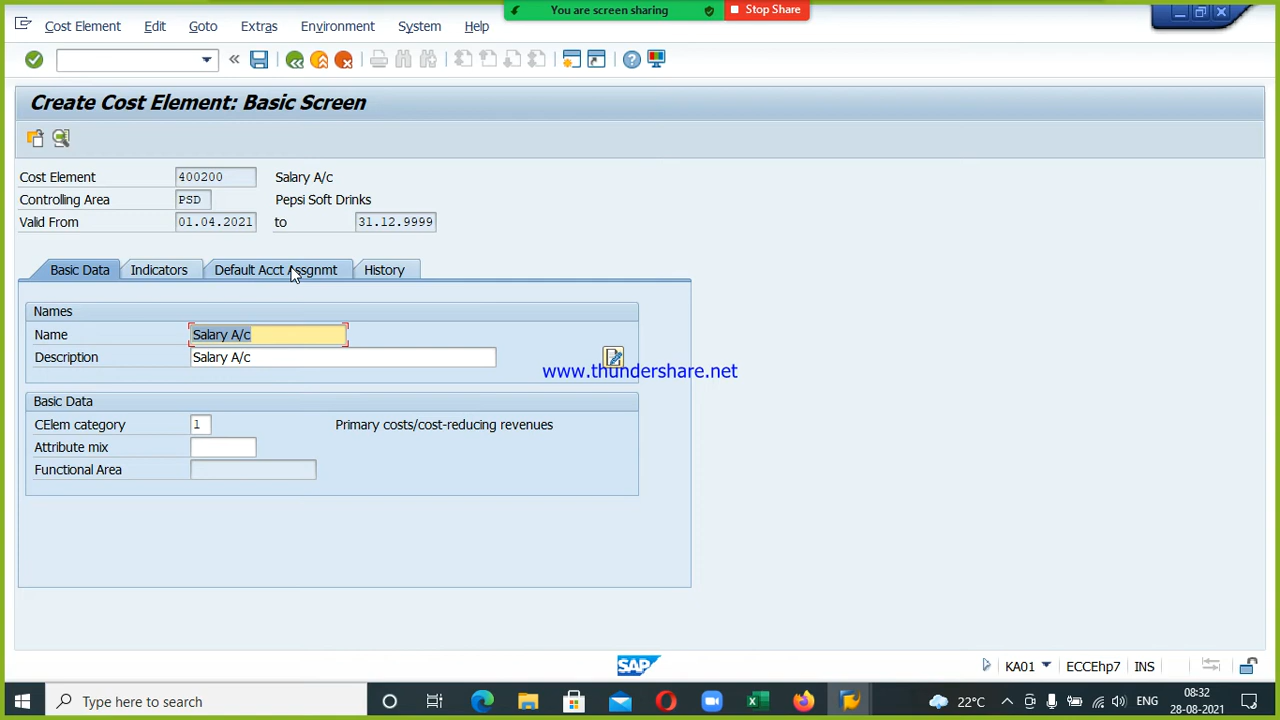 You are screen sharing Stop Share
Cost Element Edit Goto Extras Environment System Help
Create Cost Element: Basic Screen
Cost Element 400200 Salary A/c
Controlling Area PSD Pepsi Soft Drinks
Valid From 01.04.2021 to 31.12.9999
Basic Data Indicators Default Acct Assgnmt History
Names
Name Salary A/c
Description Salary A/c
www.thundershare.net
Basic Data
CElem category 1 Primary costs/cost-reducing revenues
Attribute mix
Functional Area
SAP KA01 ECCEhp7 INS
Type here to search 22°C ENG 08:32
28-08-2021